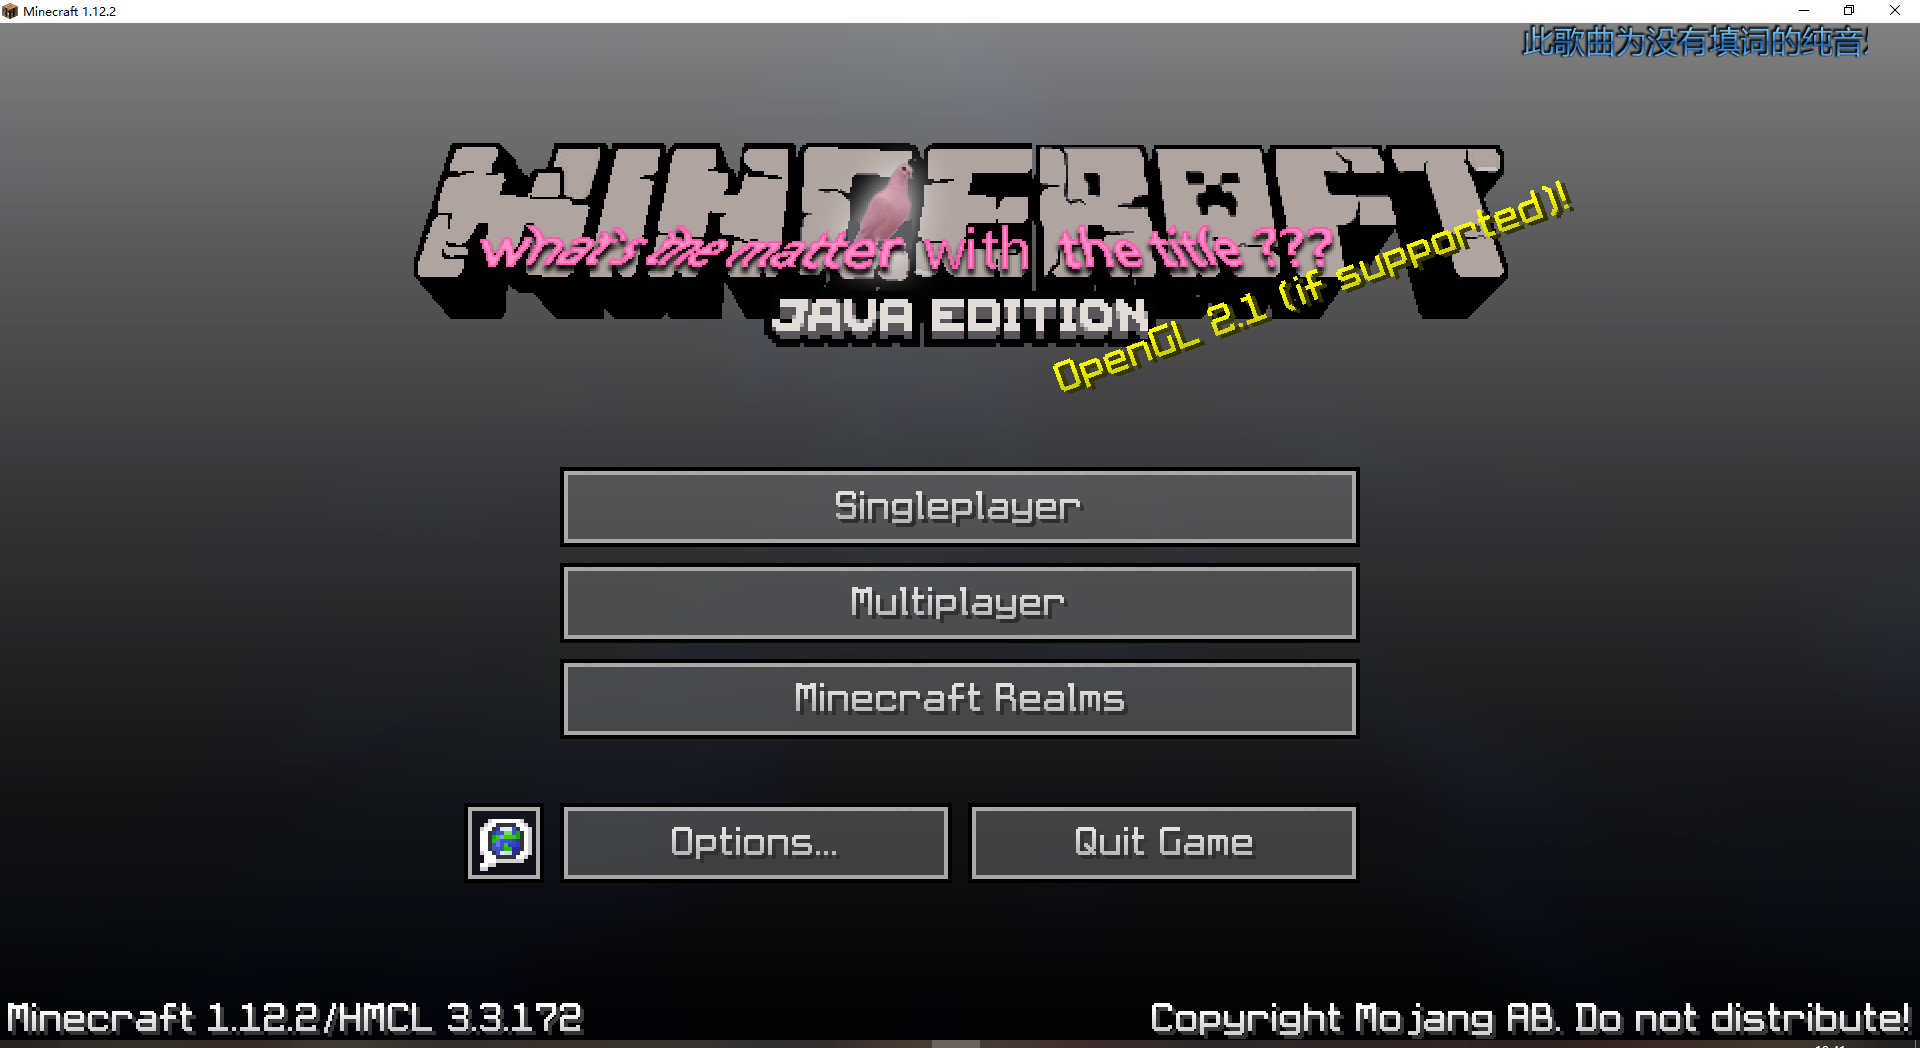 Minecraft 1.12.2
此歌曲为没有填词的纯音
MINECRAFT
what's the matter with the title ???
JAVA EDITION
OpenGL 2.1 (if supported)!
Singleplayer
Multiplayer
Minecraft Realms
Options...
Quit Game
Minecraft 1.12.2/HMCL 3.3.172
Copyright Mojang AB. Do not distribute!